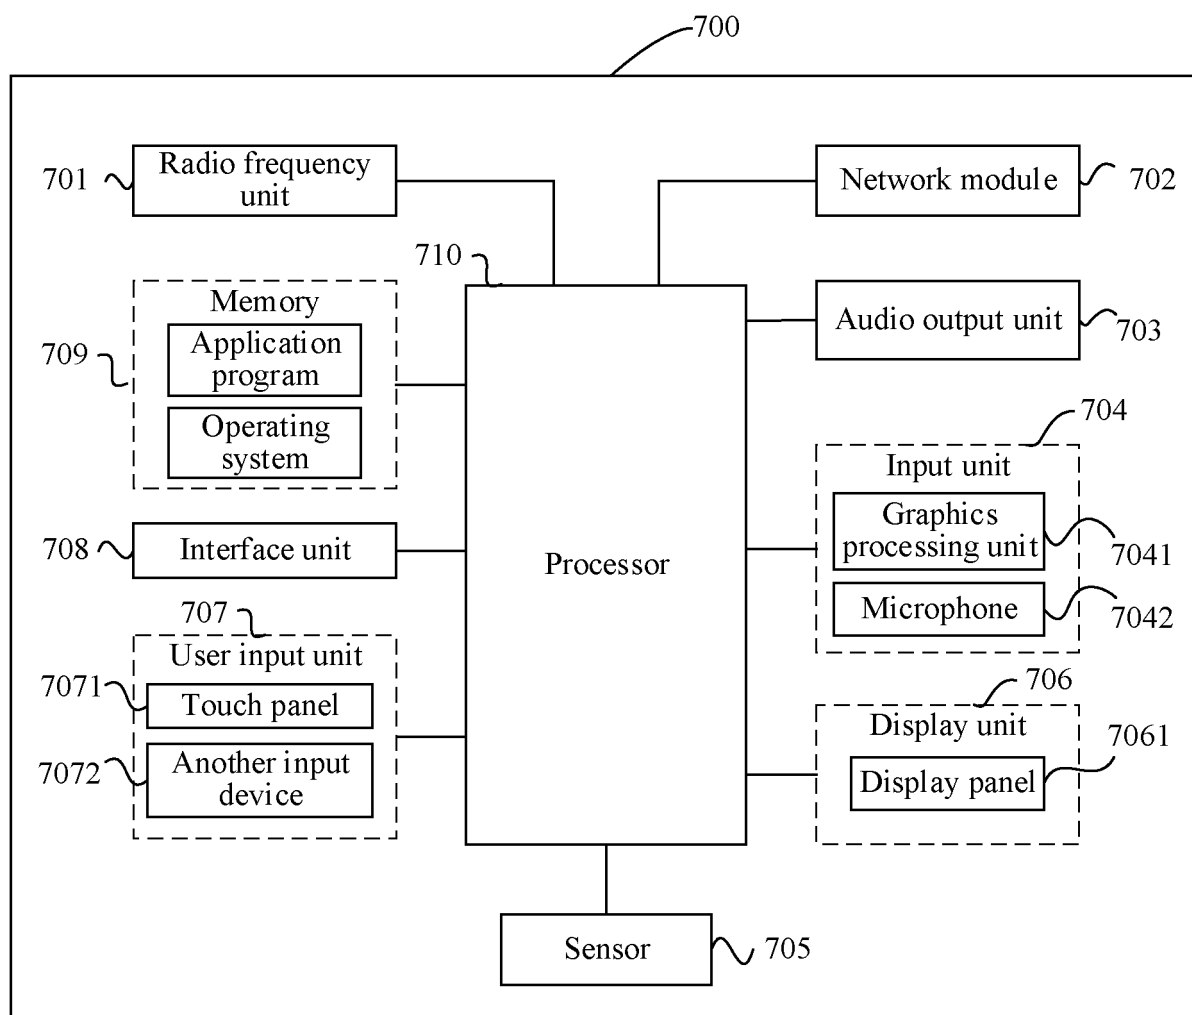 700
701
Radio frequency
unit
Network module
702
710
Memory
Application
program
Operating
system
709
Audio output unit
703
704
Input unit
Graphics
processing unit
7041
Microphone
7042
708
Interface unit
Processor
707
User input unit
7071
Touch panel
7072
Another input
device
706
Display unit
Display panel
7061
Sensor
705